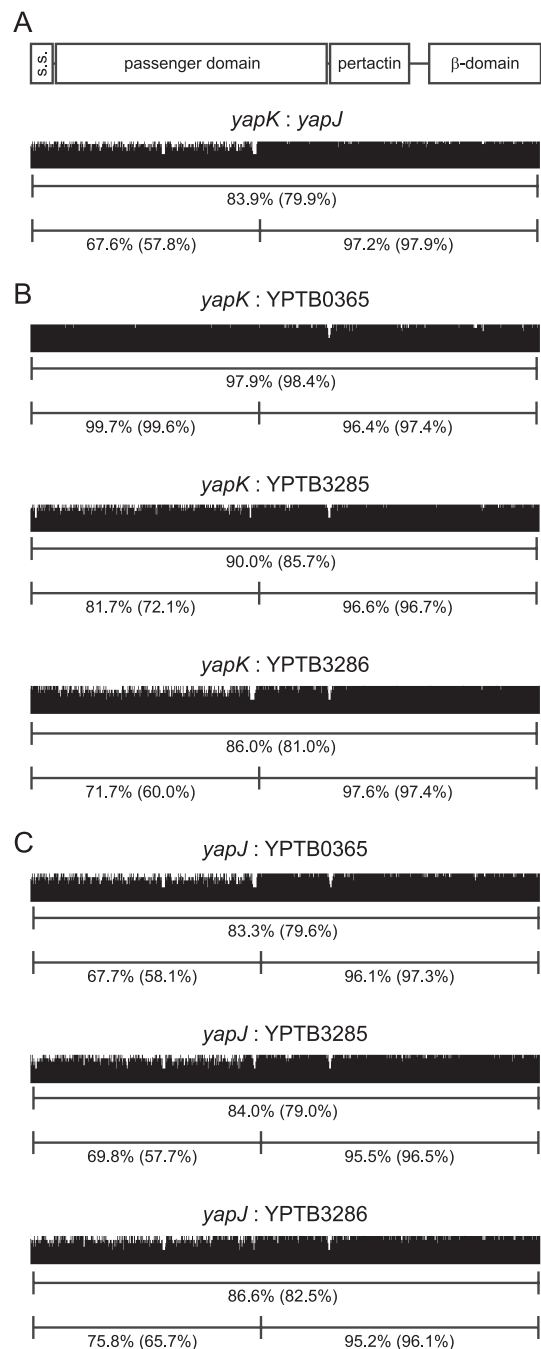 A
s.s.
passenger domain
pertactin
β-domain
yapK : yapJ
83.9% (79.9%)
67.6% (57.8%)
97.2% (97.9%)
B
yapK : YPTB0365
97.9% (98.4%)
99.7% (99.6%)
96.4% (97.4%)
yapK : YPTB3285
90.0% (85.7%)
81.7% (72.1%)
96.6% (96.7%)
yapK : YPTB3286
86.0% (81.0%)
71.7% (60.0%)
97.6% (97.4%)
C
yapJ : YPTB0365
83.3% (79.6%)
67.7% (58.1%)
96.1% (97.3%)
yapJ : YPTB3285
84.0% (79.0%)
69.8% (57.7%)
95.5% (96.5%)
yapJ : YPTB3286
86.6% (82.5%)
75.8% (65.7%)
95.2% (96.1%)